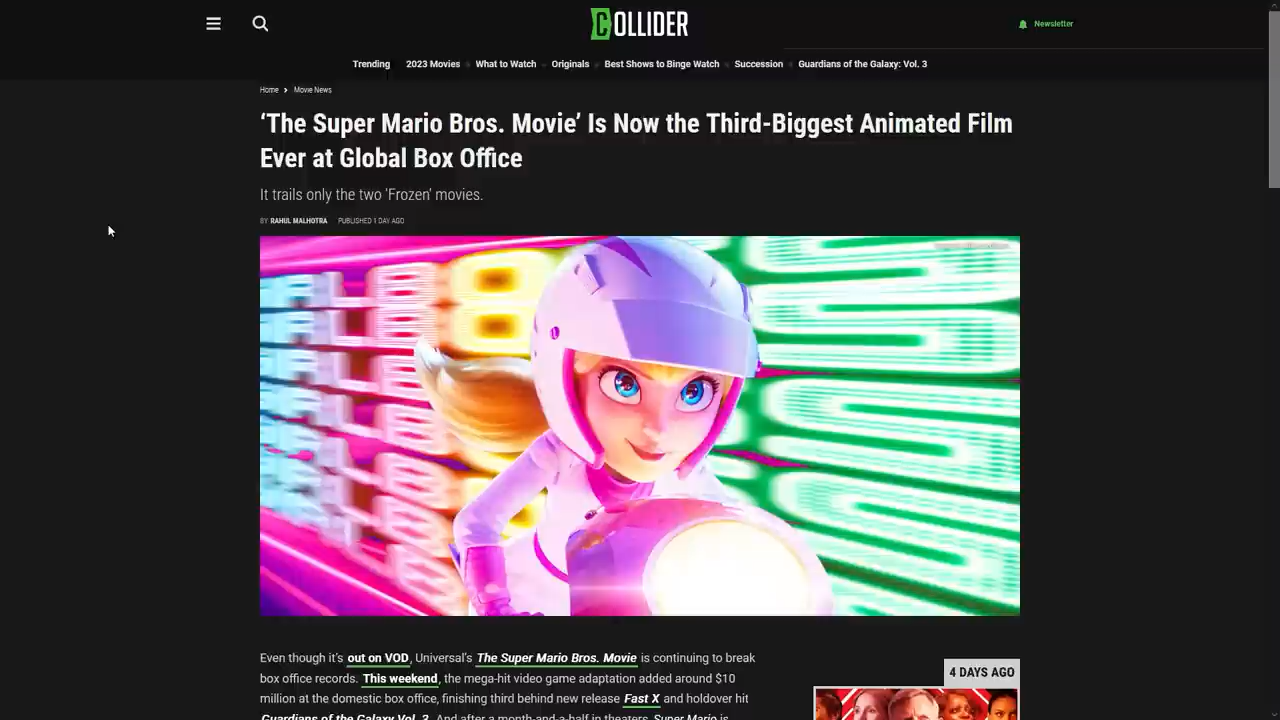 COLLIDER
Newsletter
Trending 2023 Movies What to Watch Originals Best Shows to Binge Watch Succession Guardians of the Galaxy: Vol. 3
Home > Movie News
‘The Super Mario Bros. Movie’ Is Now the Third-Biggest Animated Film
Ever at Global Box Office
It trails only the two 'Frozen' movies.
BY RAHUL MALHOTRA PUBLISHED 1 DAY AGO
Even though it's out on VOD, Universal's The Super Mario Bros. Movie is continuing to break
box office records. This weekend, the mega-hit video game adaptation added around $10
million at the domestic box office, finishing third behind new release Fast X and holdover hit
Guardians of the Galaxy Vol. 3. And after a month-and-a-half in theaters, Super Mario is
4 DAYS AGO